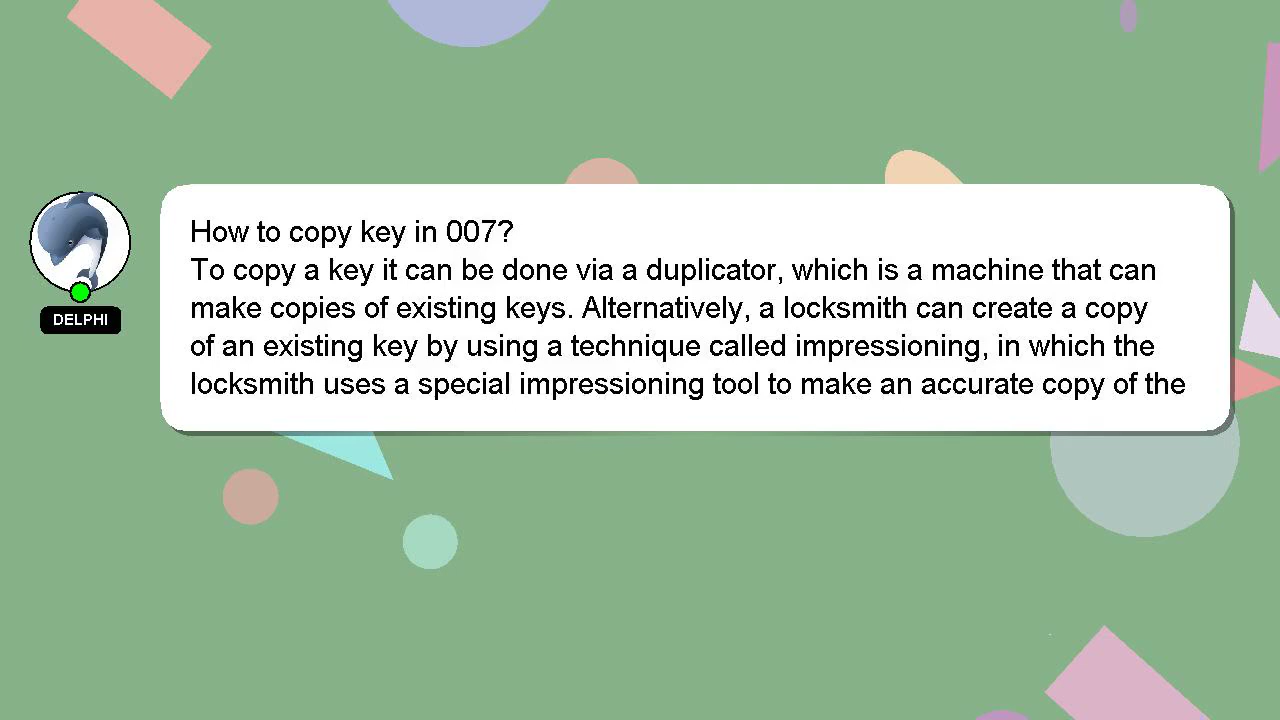 How to copy key in 007?
To copy a key it can be done via a duplicator, which is a machine that can
make copies of existing keys. Alternatively, a locksmith can create a copy
of an existing key by using a technique called impressioning, in which the
locksmith uses a special impressioning tool to make an accurate copy of the
DELPHI